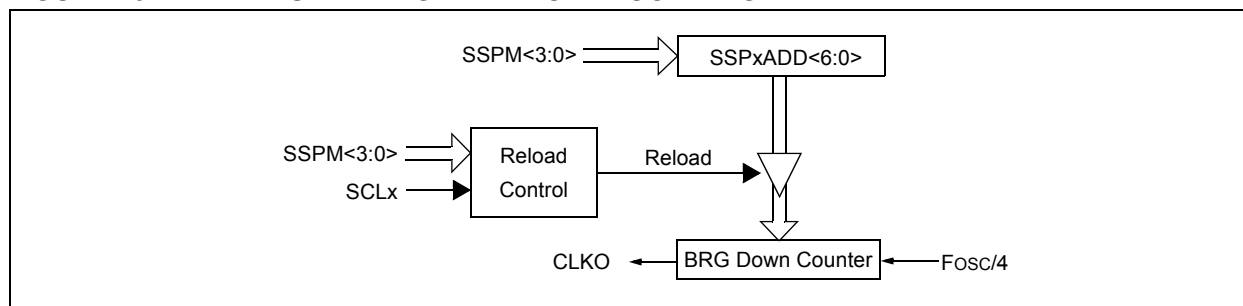 SSPM<3:0>
SSPxADD<6:0>
SSPM<3:0>
SCLx
Reload
Control
Reload
CLKO
BRG Down Counter
FOSC/4